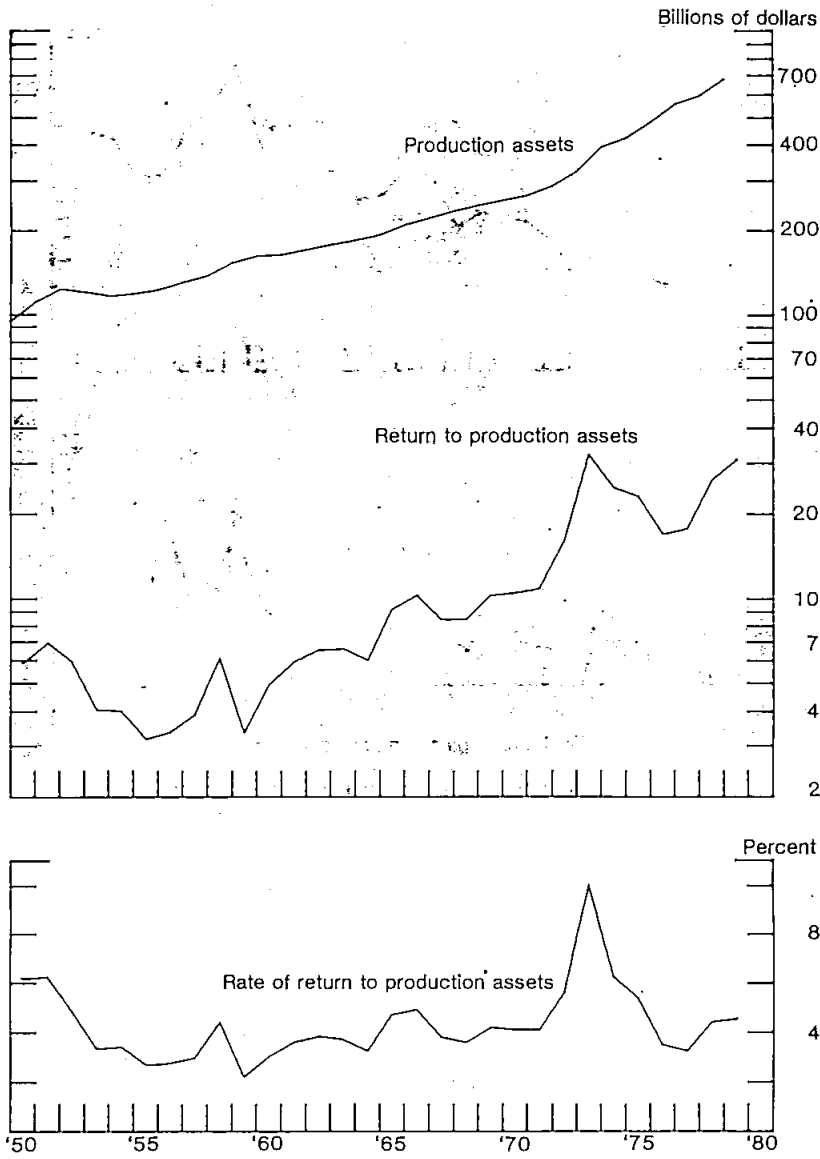 Billions of dollars
700
Production assets
400
200
100
70
Return to production assets
40
20
10
7
4
2
Percent
8
Rate of return to production assets
4
'50 '55 '60 '65 '70 '75 '80